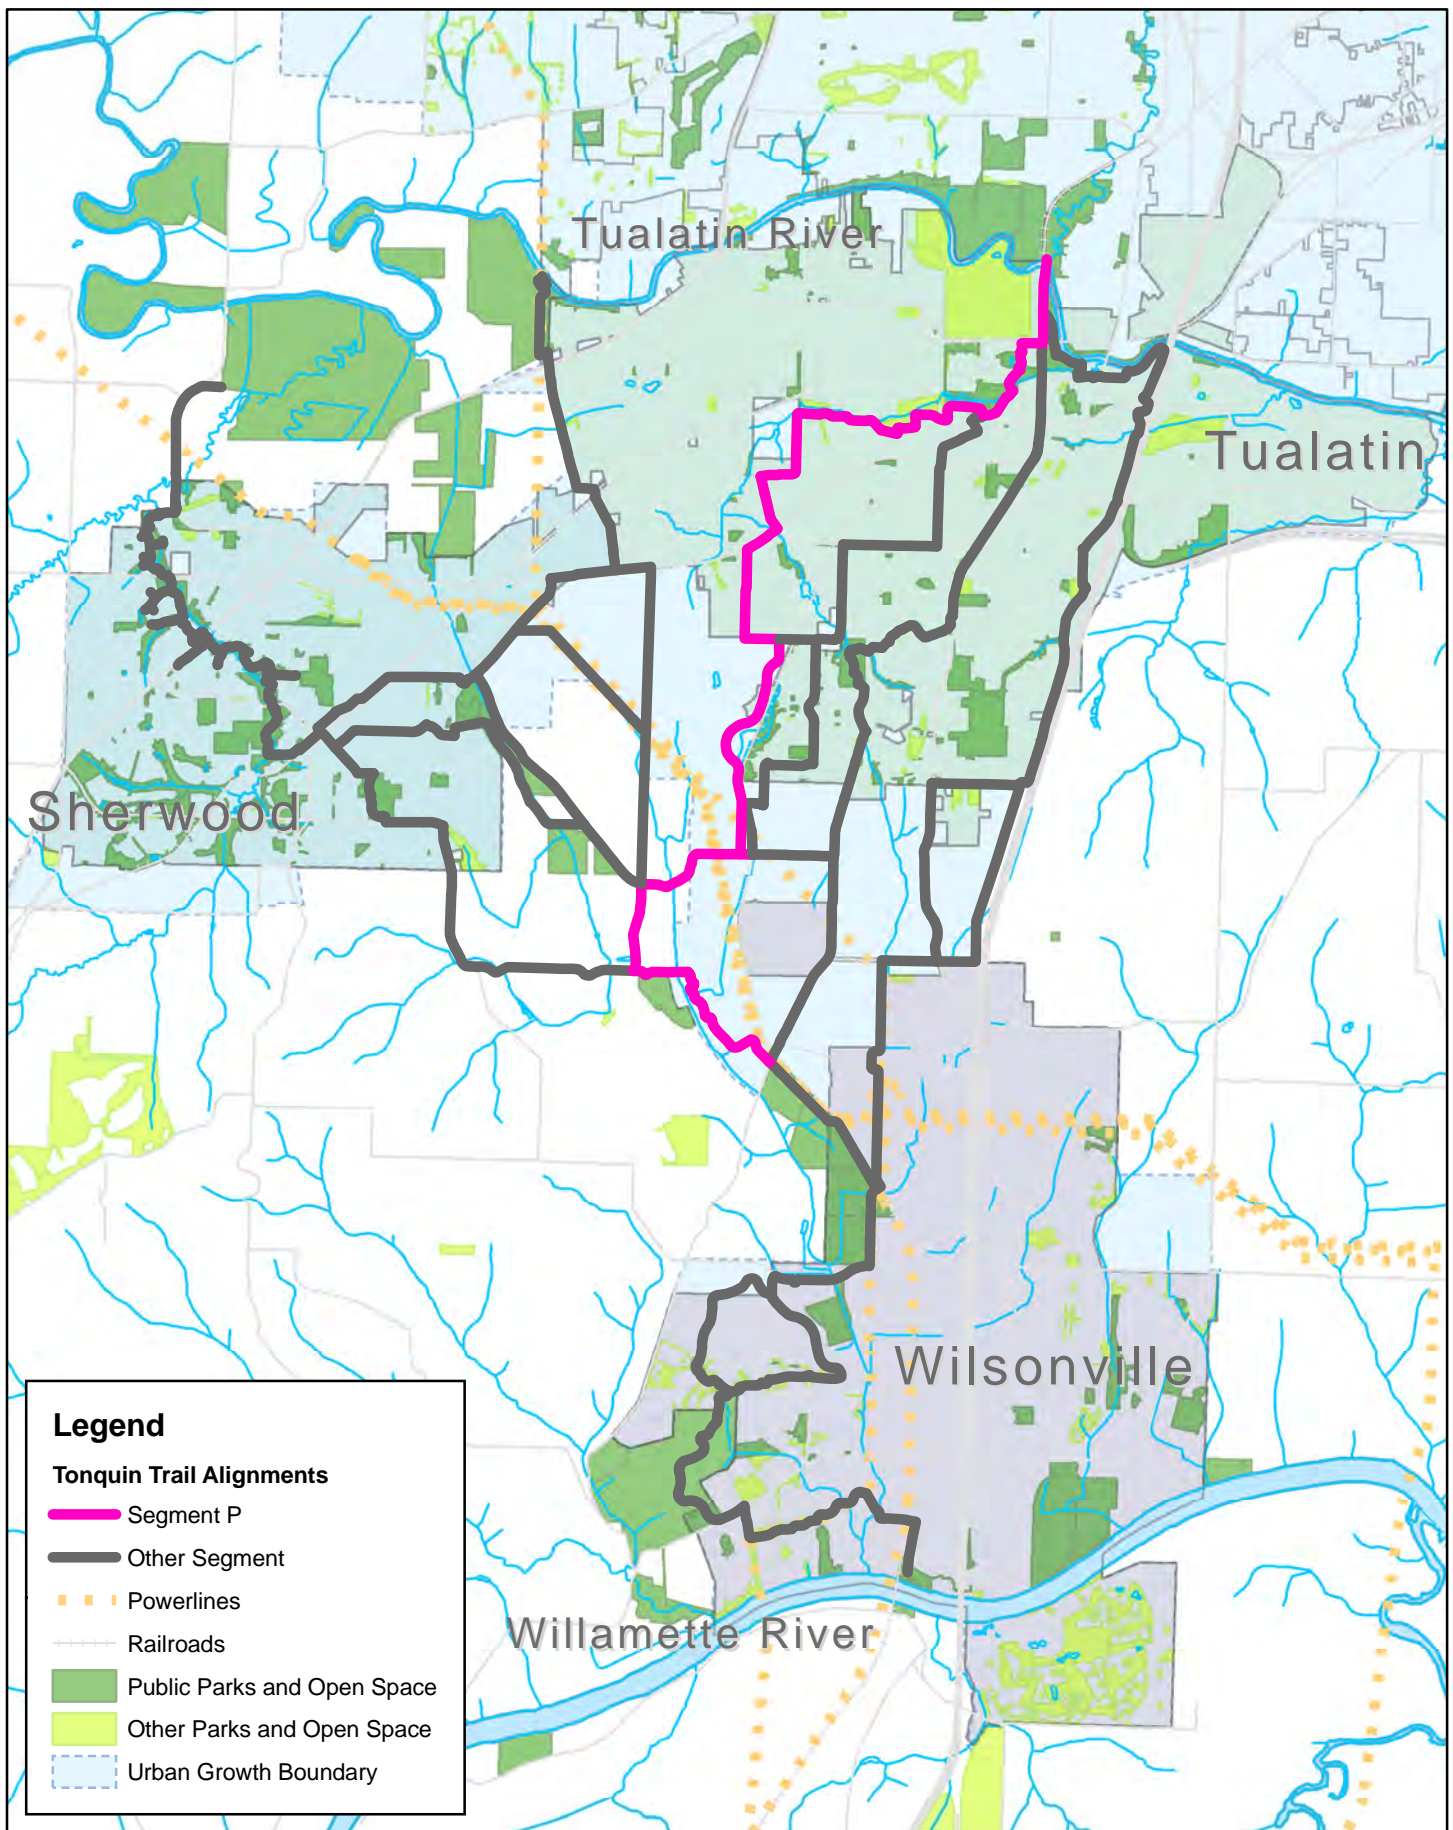 Tualatin River
Tualatin
Sherwood
Wilsonville
Willamette River
Legend
Tonquin Trail Alignments
Segment P
Other Segment
Powerlines
Railroads
Public Parks and Open Space
Other Parks and Open Space
Urban Growth Boundary